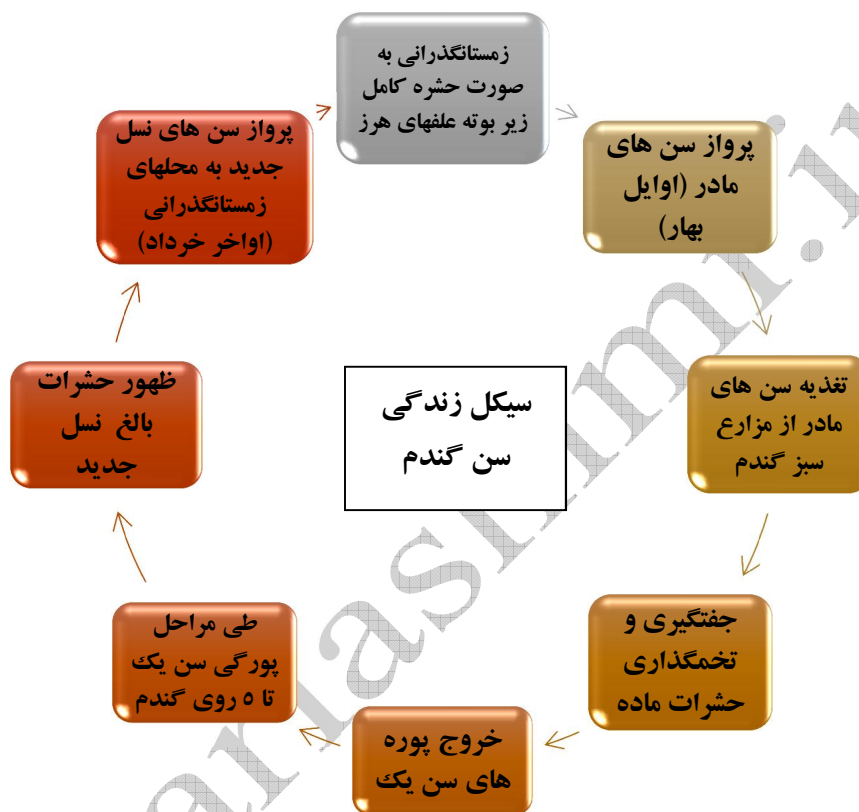 زمستانگذرانی به
صورت حشره کامل
زیر بوته علفهای هرز
پرواز سن های
مادر (اوایل
بهار)
تغذیه سن های
مادر از مزارع
سبز گندم
جفتگیری و
تخمگذاری
حشرات ماده
خروج پوره
های سن یک
طی مراحل
پورگی سن یک
تا ۵ روی گندم
ظهور حشرات
بالغ نسل
جدید
پرواز سن های نسل
جدید به محلهای
زمستانگذرانی
(اواخر خرداد)
سیکل زندگی
سن گندم